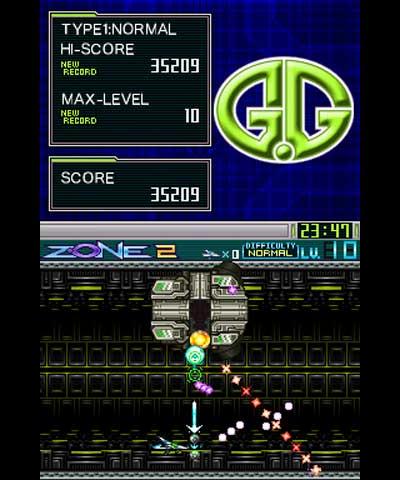 TYPE1:NORMAL
HI-SCORE
NEW RECORD 35209
MAX-LEVEL
NEW RECORD 10
G.G
SCORE
35209
23:47
ZONE 2 ×0 DIFFICULTY NORMAL LV. 10